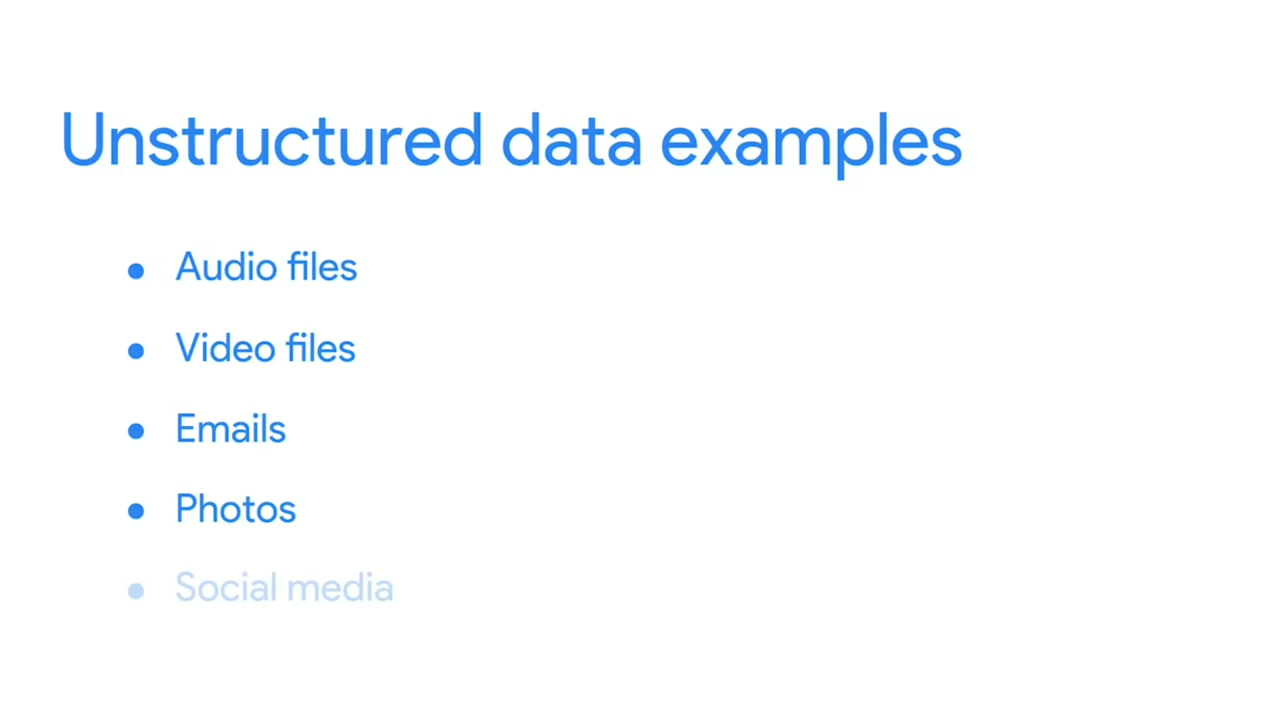 Unstructured data examples
● Audio files
● Video files
● Emails
● Photos
● Social media